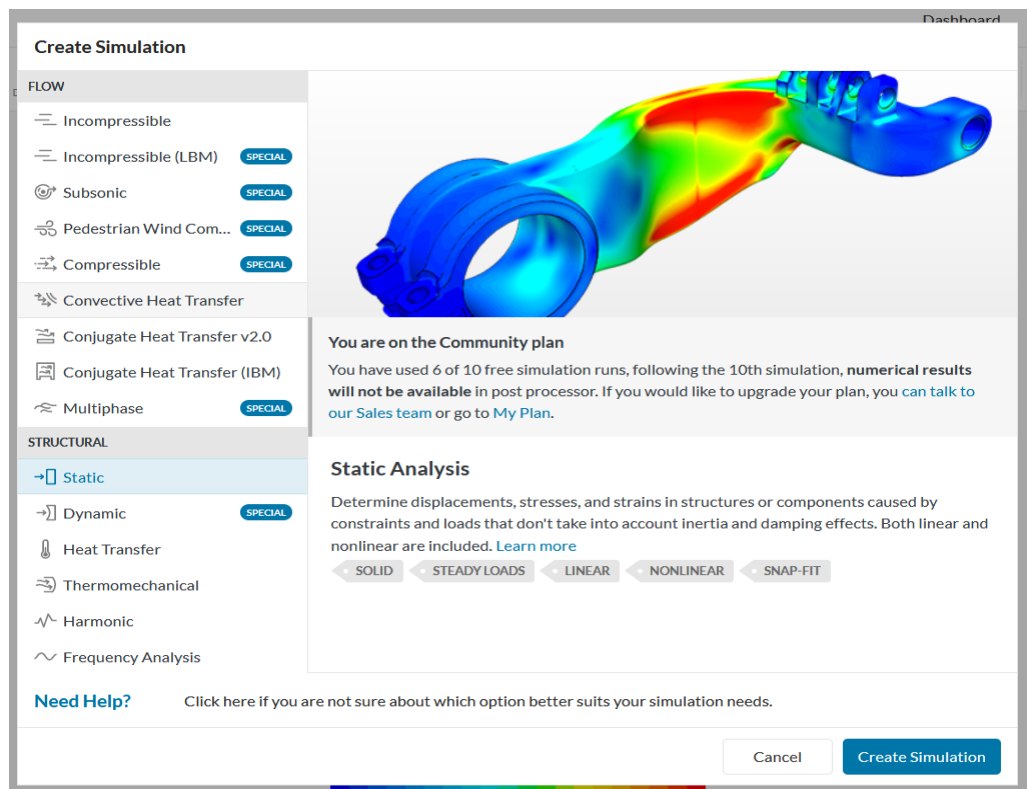 Dashboard
Create Simulation
FLOW
Incompressible
Incompressible (LBM) SPECIAL
Subsonic SPECIAL
Pedestrian Wind Com... SPECIAL
Compressible SPECIAL
Convective Heat Transfer
Conjugate Heat Transfer v2.0
Conjugate Heat Transfer (IBM)
Multiphase SPECIAL
STRUCTURAL
Static
Dynamic SPECIAL
Heat Transfer
Thermomechanical
Harmonic
Frequency Analysis
You are on the Community plan
You have used 6 of 10 free simulation runs, following the 10th simulation, numerical results
will not be available in post processor. If you would like to upgrade your plan, you can talk to
our Sales team or go to My Plan.
Static Analysis
Determine displacements, stresses, and strains in structures or components caused by
constraints and loads that don't take into account inertia and damping effects. Both linear and
nonlinear are included. Learn more
SOLID STEADY LOADS LINEAR NONLINEAR SNAP-FIT
Need Help? Click here if you are not sure about which option better suits your simulation needs.
Cancel Create Simulation